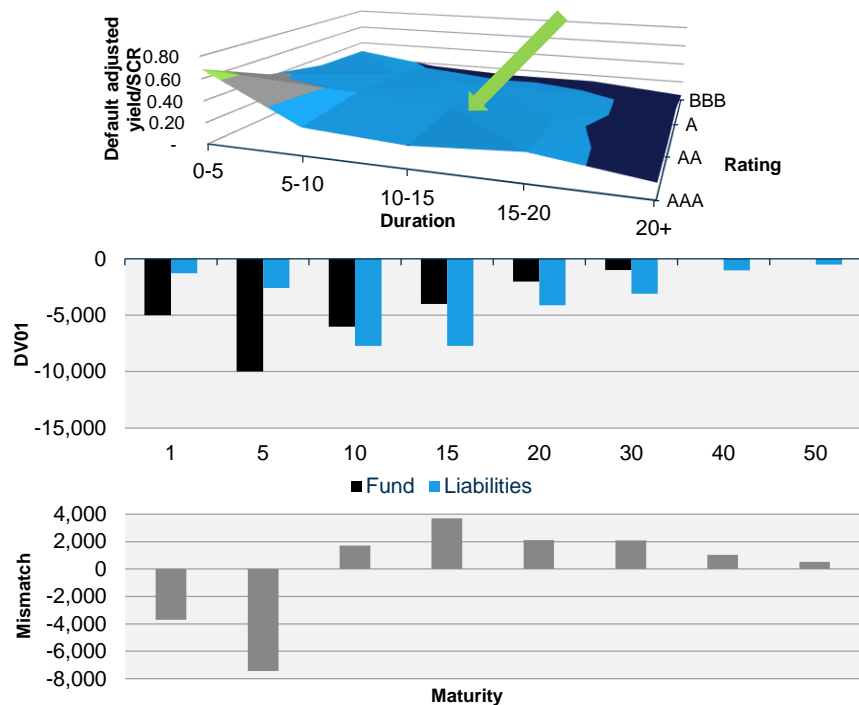 Default adjusted
yield/SCR
0.80
0.60
0.40
0.20
-
0-5
5-10
10-15
15-20
20+
Duration
BBB
A
AA
AAA
Rating
DV01
0
-5,000
-10,000
-15,000
1 5 10 15 20 30 40 50
Fund Liabilities
Mismatch
4,000
2,000
0
-2,000
-4,000
-6,000
-8,000
Maturity